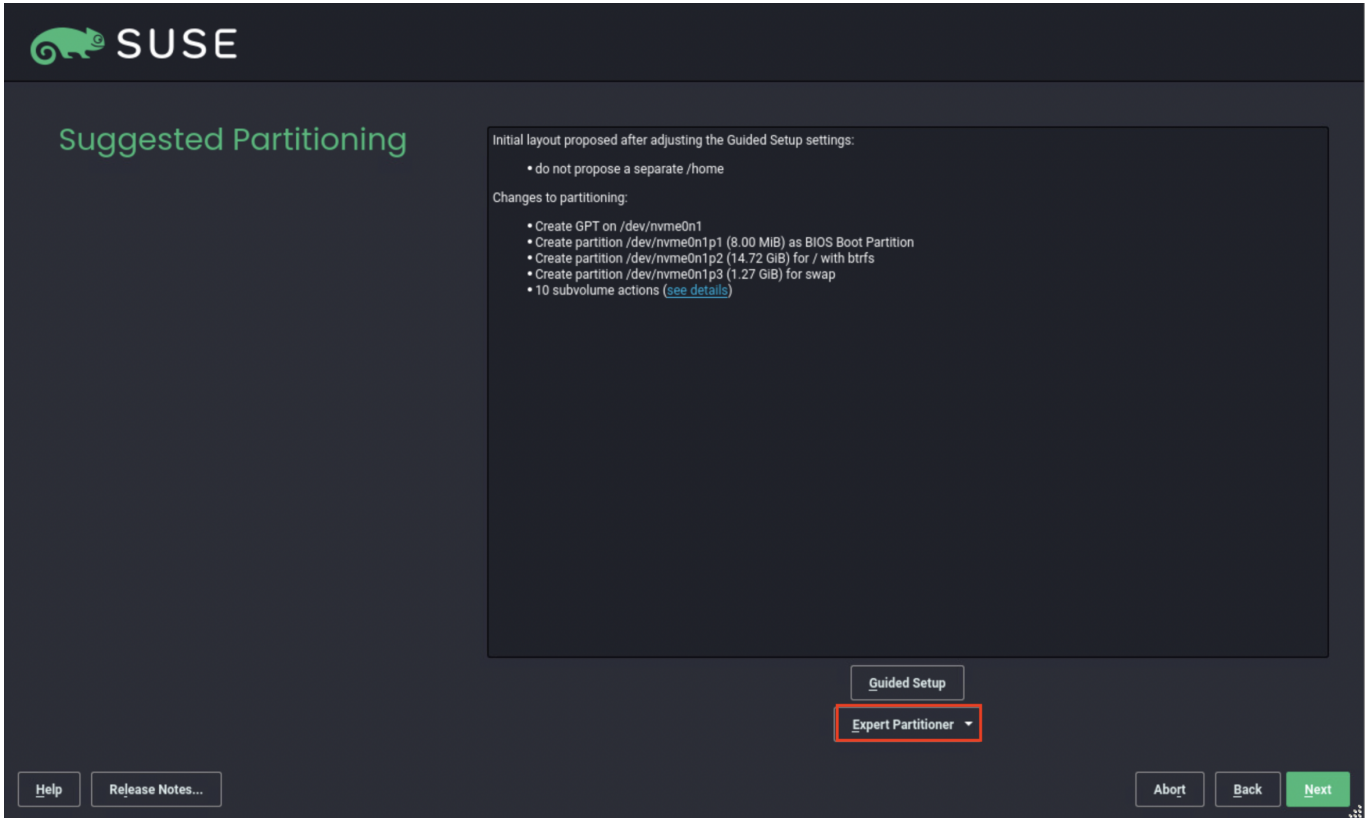 SUSE
Suggested Partitioning
Initial layout proposed after adjusting the Guided Setup settings:
• do not propose a separate /home
Changes to partitioning:
• Create GPT on /dev/nvme0n1
• Create partition /dev/nvme0n1p1 (8.00 MiB) as BIOS Boot Partition
• Create partition /dev/nvme0n1p2 (14.72 GiB) for / with btrfs
• Create partition /dev/nvme0n1p3 (1.27 GiB) for swap
• 10 subvolume actions (see details)
Guided Setup
Expert Partitioner
Help
Release Notes...
Abort
Back
Next